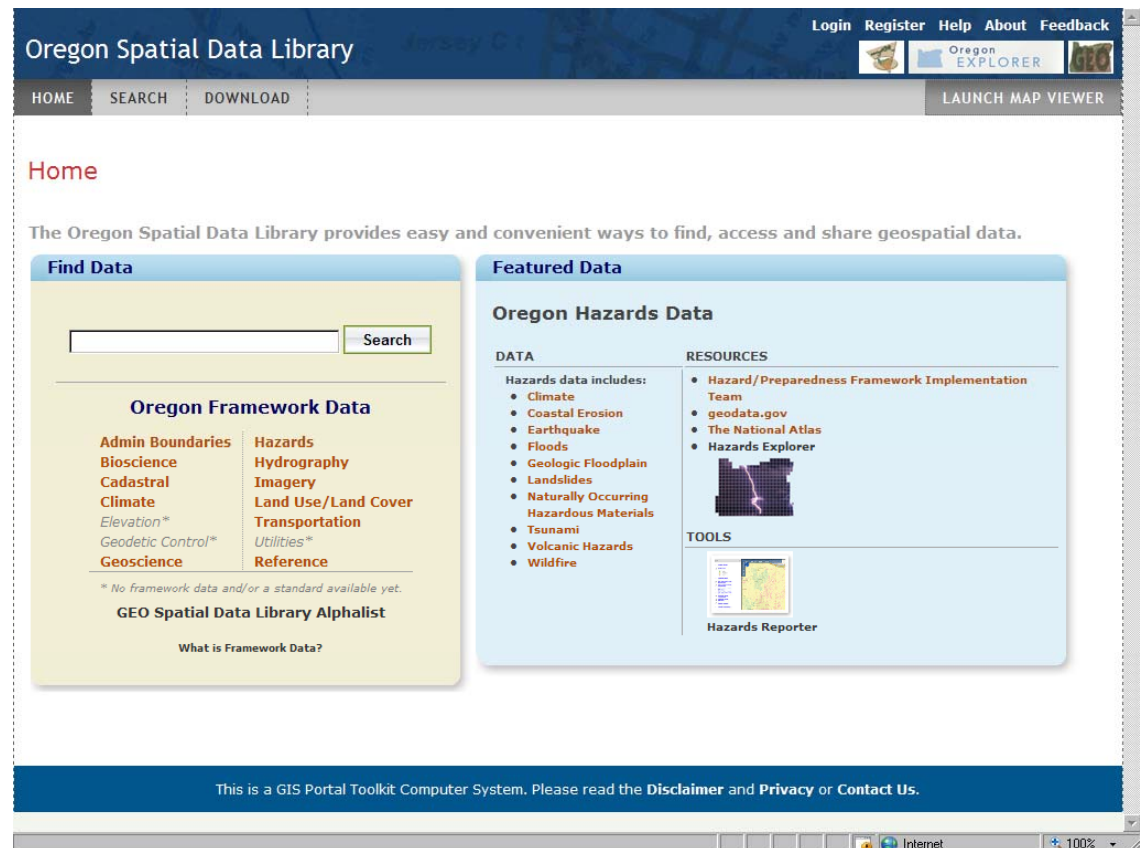 Login Register Help About Feedback
Oregon Spatial Data Library
Oregon
EXPLORER
GEO
HOME SEARCH DOWNLOAD
LAUNCH MAP VIEWER
Home
The Oregon Spatial Data Library provides easy and convenient ways to find, access and share geospatial data.
Find Data
Search
Oregon Framework Data
Admin Boundaries
Bioscience
Cadastral
Climate
Elevation*
Geodetic Control*
Geoscience
Hazards
Hydrography
Imagery
Land Use/Land Cover
Transportation
Utilities*
Reference
* No framework data and/or a standard available yet.
GEO Spatial Data Library Alphalist
What is Framework Data?
Featured Data
Oregon Hazards Data
DATA
Hazards data includes:
• Climate
• Coastal Erosion
• Earthquake
• Floods
• Geologic Floodplain
• Landslides
• Naturally Occurring
Hazardous Materials
• Tsunami
• Volcanic Hazards
• Wildfire
RESOURCES
• Hazard/Preparedness Framework Implementation
Team
• geodata.gov
• The National Atlas
• Hazards Explorer
TOOLS
Hazards Reporter
This is a GIS Portal Toolkit Computer System. Please read the Disclaimer and Privacy or Contact Us.
Internet
100%